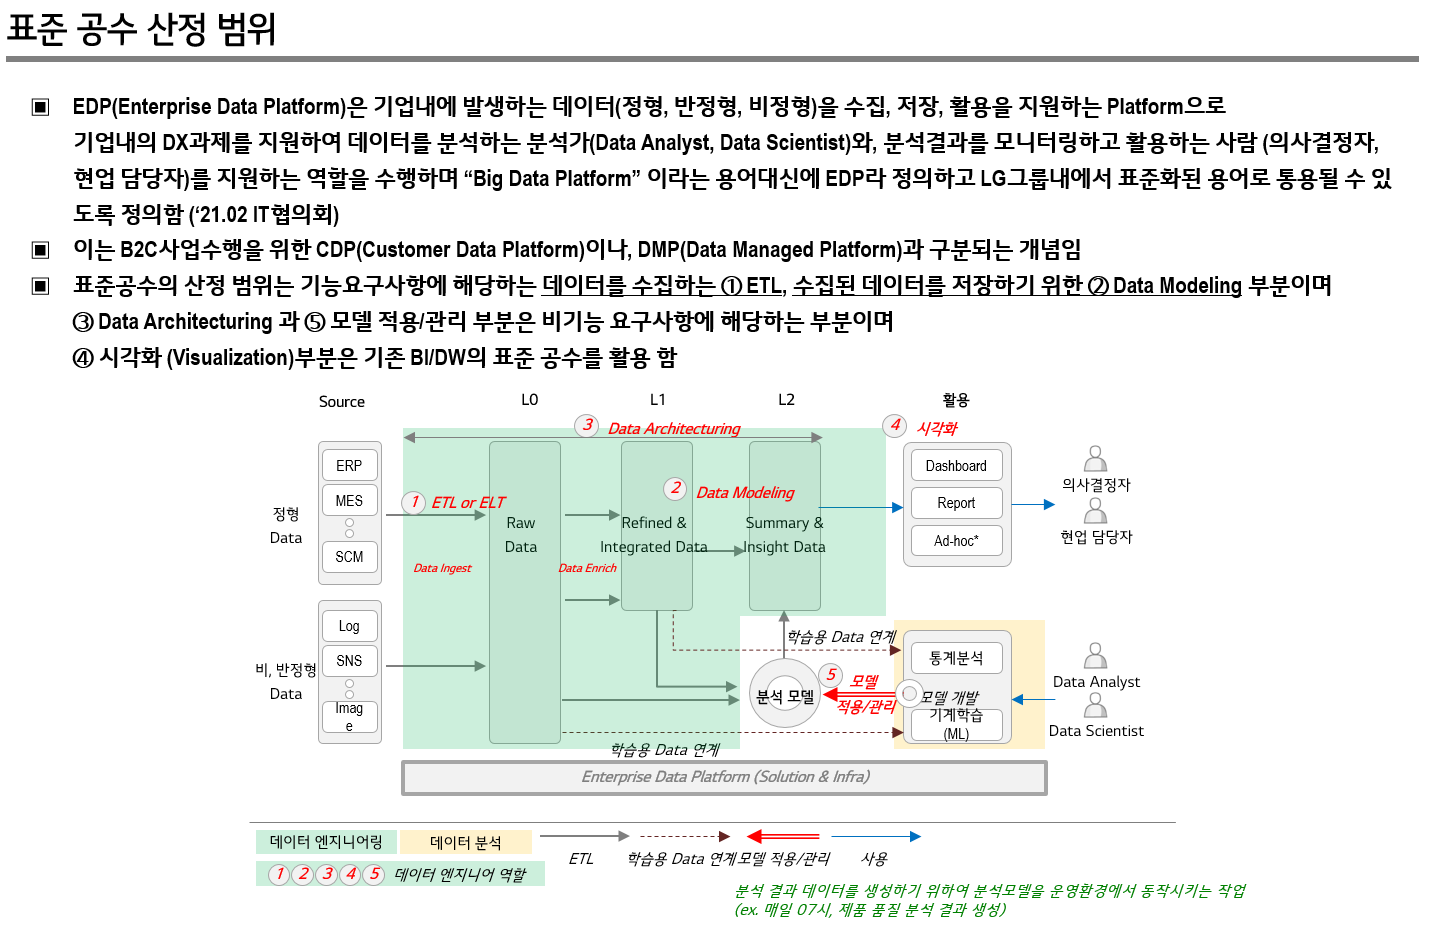 표준 공수 산정 범위
▣ EDP(Enterprise Data Platform)은 기업내에 발생하는 데이터(정형, 반정형, 비정형)을 수집, 저장, 활용을 지원하는 Platform으로
기업내의 DX과제를 지원하여 데이터를 분석하는 분석가(Data Analyst, Data Scientist)와, 분석결과를 모니터링하고 활용하는 사람 (의사결정자,
현업 담당자)를 지원하는 역할을 수행하며 “Big Data Platform” 이라는 용어대신에 EDP라 정의하고 LG그룹내에서 표준화된 용어로 통용될 수 있
도록 정의함 (‘21.02 IT협의회)
▣ 이는 B2C사업수행을 위한 CDP(Customer Data Platform)이나, DMP(Data Managed Platform)과 구분되는 개념임
▣ 표준공수의 산정 범위는 기능요구사항에 해당하는 데이터를 수집하는 ① ETL, 수집된 데이터를 저장하기 위한 ② Data Modeling 부분이며
③ Data Architecturing 과 ⑤ 모델 적용/관리 부분은 비기능 요구사항에 해당하는 부분이며
④ 시각화 (Visualization)부분은 기존 BI/DW의 표준 공수를 활용 함
Source
L0
L1
L2
활용
3 Data Architecturing
4 시각화
정형
Data
ERP
MES
SCM
1 ETL or ELT
2 Data Modeling
Raw
Data
Refined &
Integrated Data
Summary &
Insight Data
Data Ingest
Data Enrich
Dashboard
Report
Ad-hoc*
의사결정자
현업 담당자
비, 반정형
Data
Log
SNS
Imag
e
학습용 Data 연계
분석 모델
5 모델
적용/관리
통계분석
모델 개발
기계학습
(ML)
Data Analyst
Data Scientist
학습용 Data 연계
Enterprise Data Platform (Solution & Infra)
데이터 엔지니어링
데이터 분석
ETL
학습용 Data 연계
모델 적용/관리
사용
1 2 3 4 5 데이터 엔지니어 역할
분석 결과 데이터를 생성하기 위하여 분석모델을 운영환경에서 동작시키는 작업
(ex. 매일 07시, 제품 품질 분석 결과 생성)